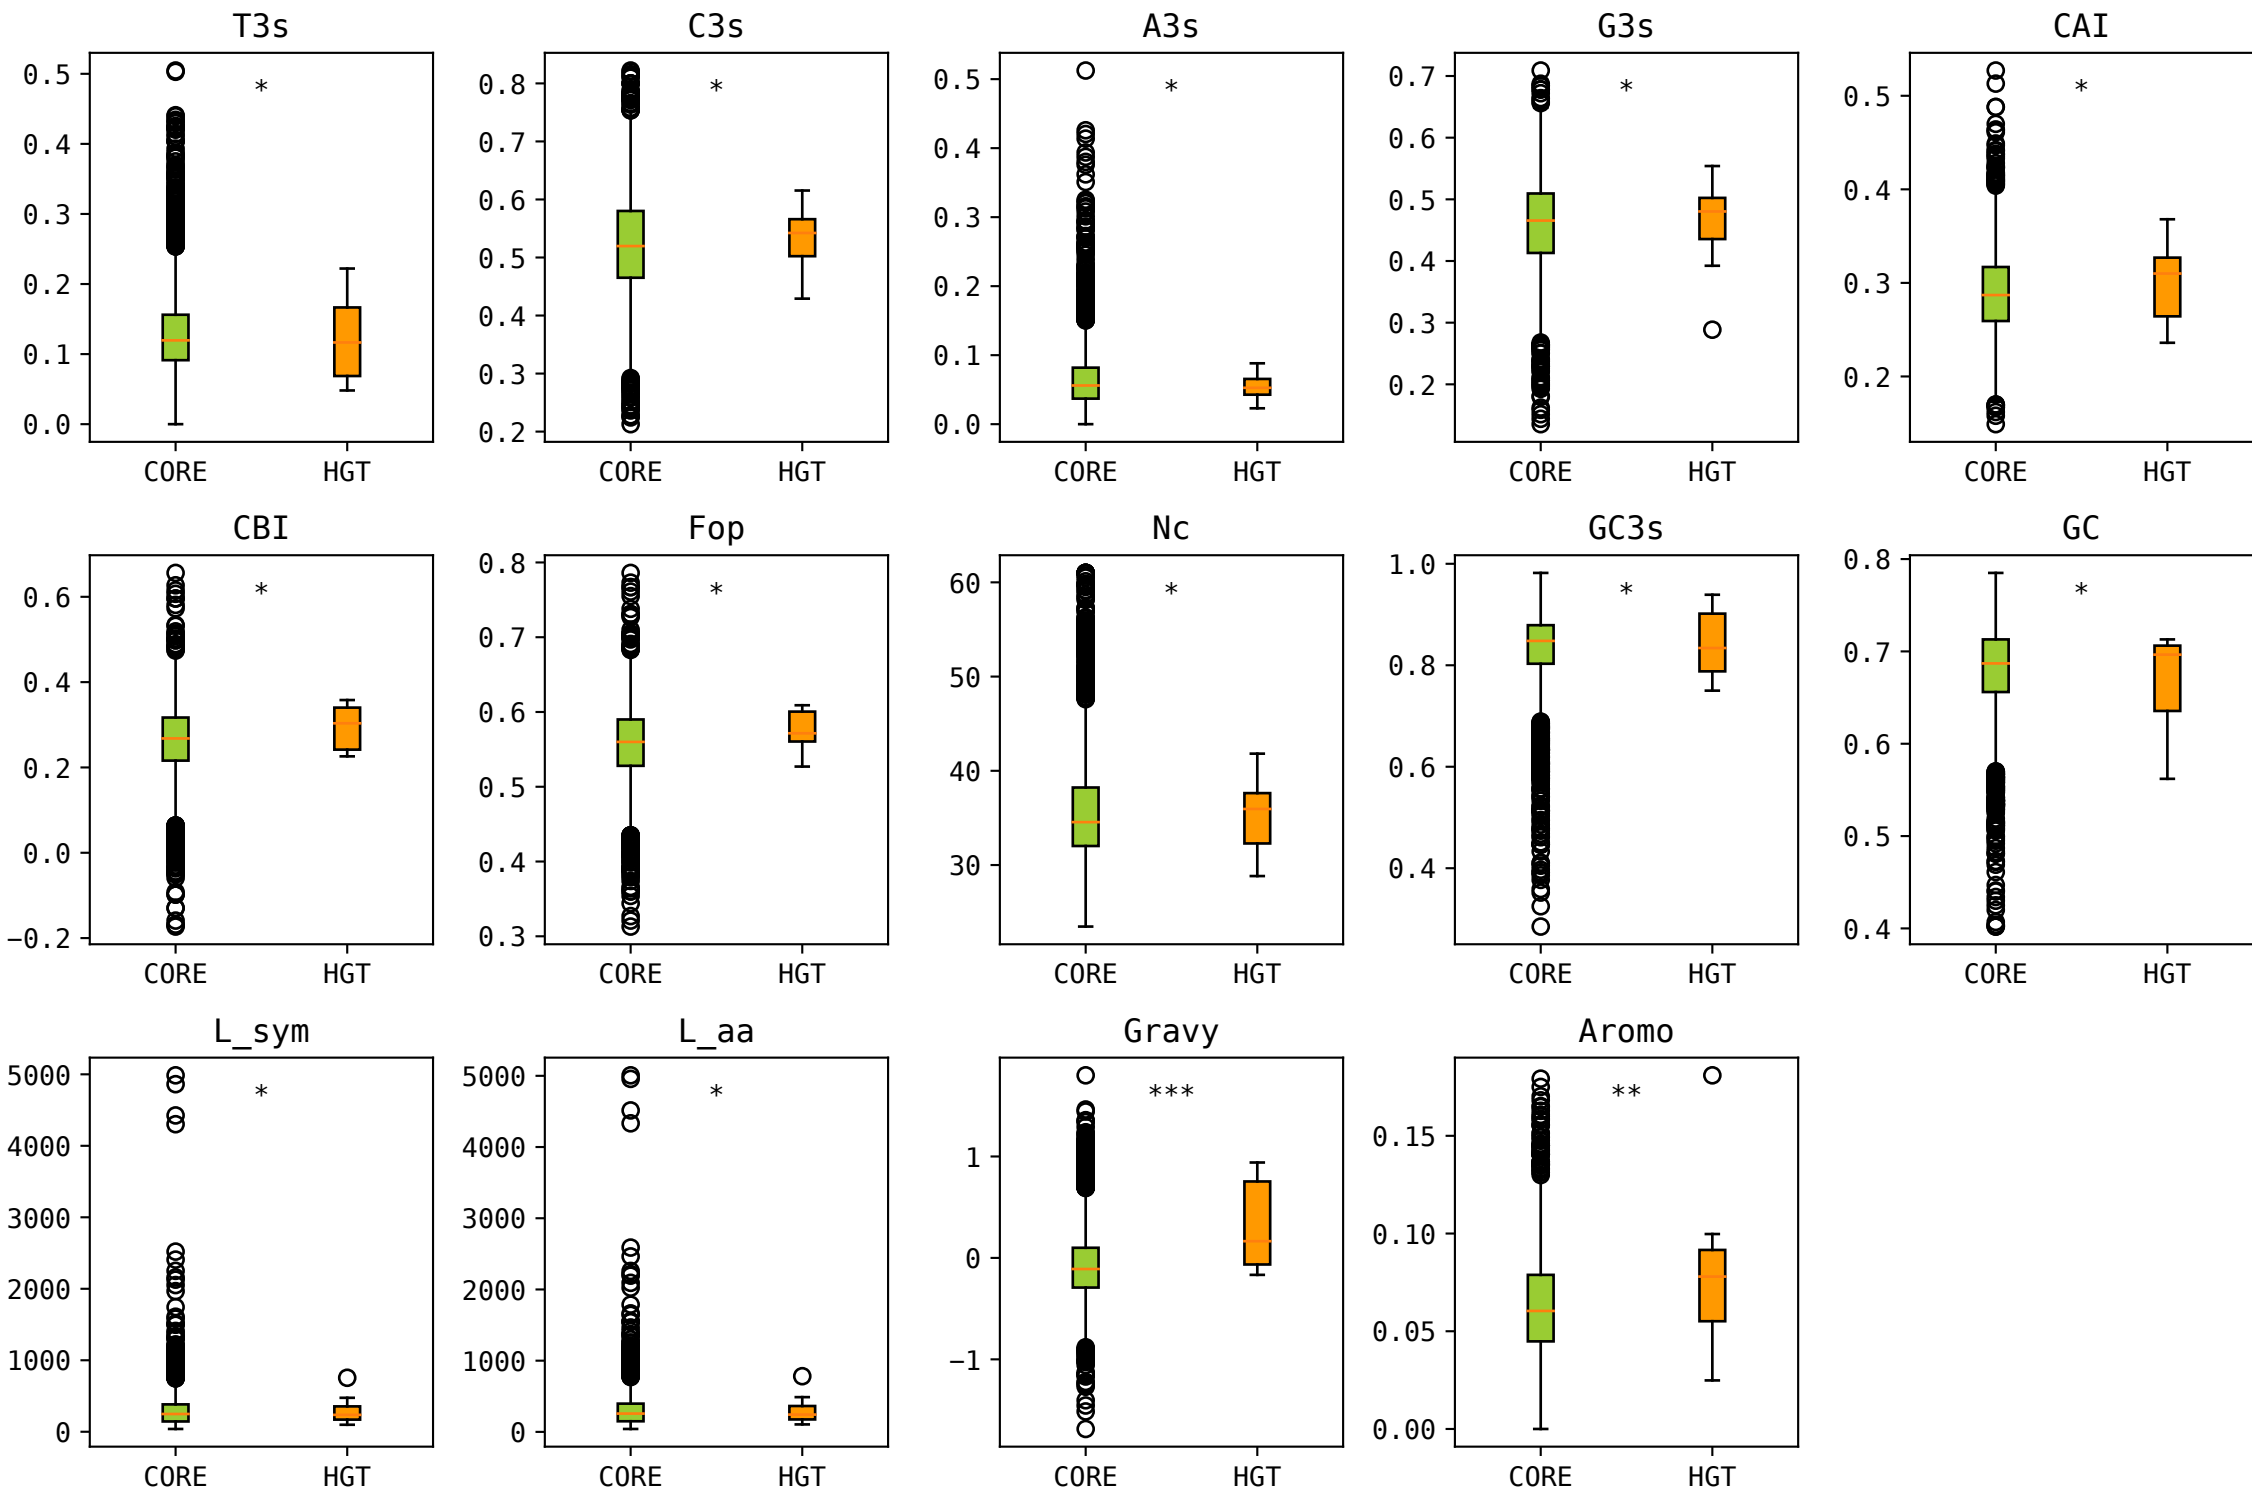 T3s
C3s
A3s
G3s
CAI
0.5
0.4
0.3
0.2
0.1
0.0
*
CORE
HGT
0.8
0.7
0.6
0.5
0.4
0.3
0.2
*
CORE
HGT
0.5
0.4
0.3
0.2
0.1
0.0
*
CORE
HGT
0.7
0.6
0.5
0.4
0.3
0.2
*
CORE
HGT
0.5
0.4
0.3
0.2
*
CORE
HGT
CBI
Fop
Nc
GC3s
GC
0.6
0.4
0.2
0.0
−0.2
*
CORE
HGT
0.8
0.7
0.6
0.5
0.4
0.3
*
CORE
HGT
60
50
40
30
*
CORE
HGT
1.0
0.8
0.6
0.4
*
CORE
HGT
0.8
0.7
0.6
0.5
0.4
*
CORE
HGT
L_sym
L_aa
Gravy
Aromo
5000
4000
3000
2000
1000
0
*
CORE
HGT
5000
4000
3000
2000
1000
0
*
CORE
HGT
1
0
−1
***
CORE
HGT
0.15
0.10
0.05
0.00
**
CORE
HGT